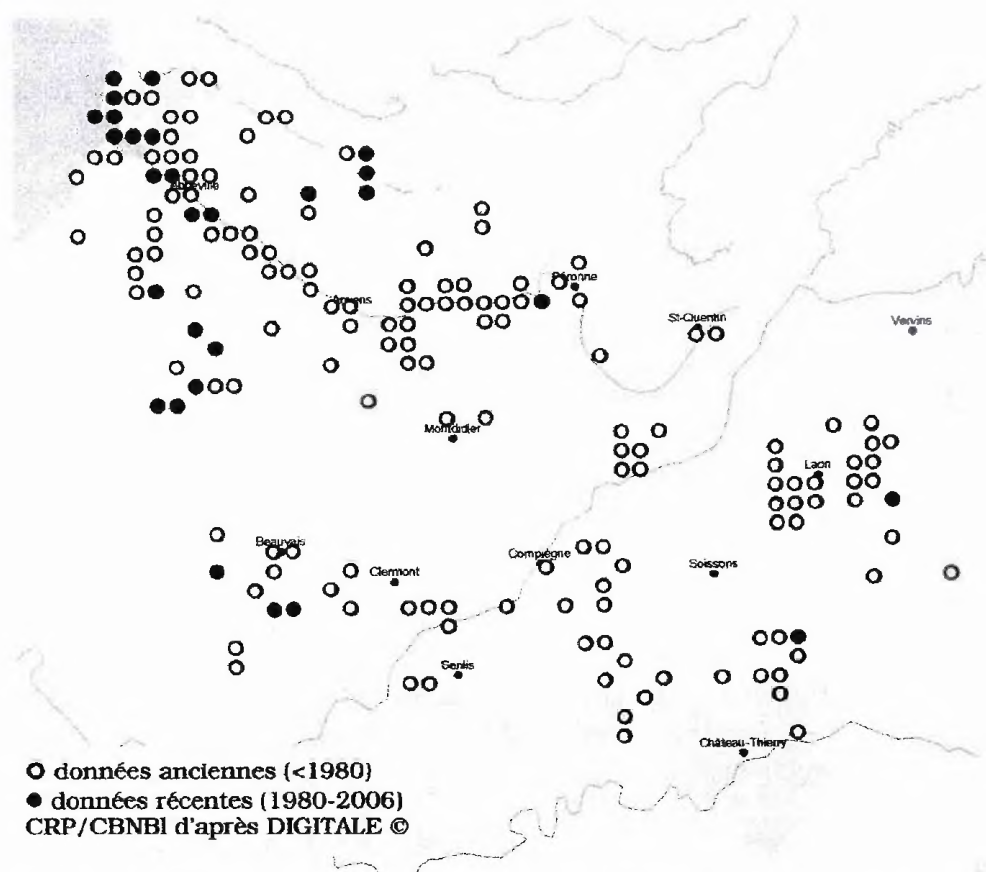 Abbeville
Péronne
Amiens
St-Quentin
Vervins
Montdidier
Laon
Beauvais
Compiègne
Clermont
Soissons
Senlis
Château-Thierry
données anciennes (<1980)
données récentes (1980-2006)
CRP/CBNBl d'après DIGITALE ©